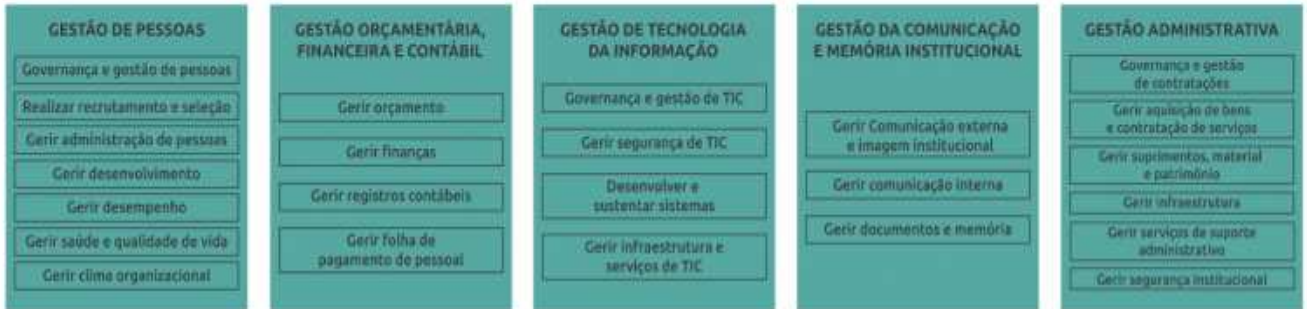 GESTÃO DE PESSOAS
Governança e gestão de pessoas
Realizar recrutamento e seleção
Gerir administração de pessoas
Gerir desenvolvimento
Gerir desempenho
Gerir saúde e qualidade de vida
Gerir clima organizacional
GESTÃO ORÇAMENTÁRIA,
FINANCEIRA E CONTÁBIL
Gerir orçamento
Gerir finanças
Gerir registros contábeis
Gerir folha de
pagamento de pessoal
GESTÃO DE TECNOLOGIA
DA INFORMAÇÃO
Governança e gestão de TIC
Gerir segurança de TIC
Desenvolver e
sustentar sistemas
Gerir infraestrutura e
serviços de TIC
GESTÃO DA COMUNICAÇÃO
E MEMÓRIA INSTITUCIONAL
Gerir Comunicação externa
e imagem institucional
Gerir comunicação interna
Gerir documentos e memória
GESTÃO ADMINISTRATIVA
Governança e gestão
de contratações
Gerir aquisição de bens
e contratação de serviços
Gerir suprimentos, material
e patrimônio
Gerir infraestrutura
Gerir serviços de suporte
administrativo
Gerir segurança institucional